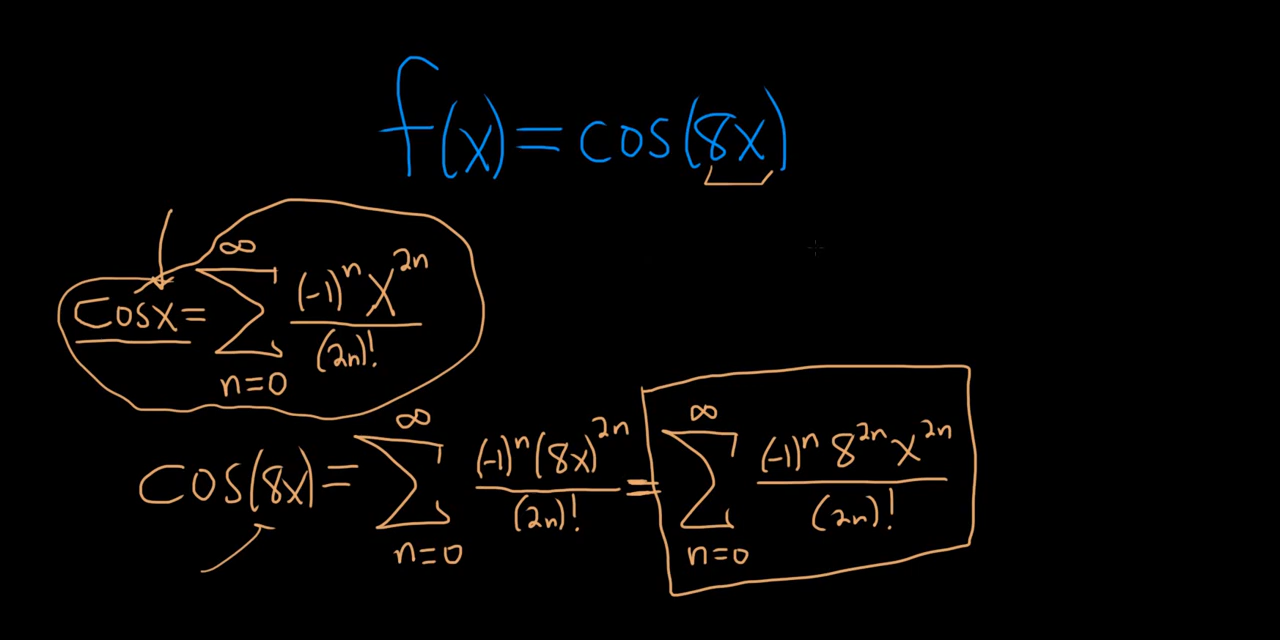 f(x)=cos(8x)
cosx= ∞∑n=0 (-1)^n x^2n/(2n)!
cos(8x)= ∞∑n=0 (-1)^n (8x)^2n/(2n)! = ∞∑n=0 (-1)^n 8^2n x^2n/(2n)!